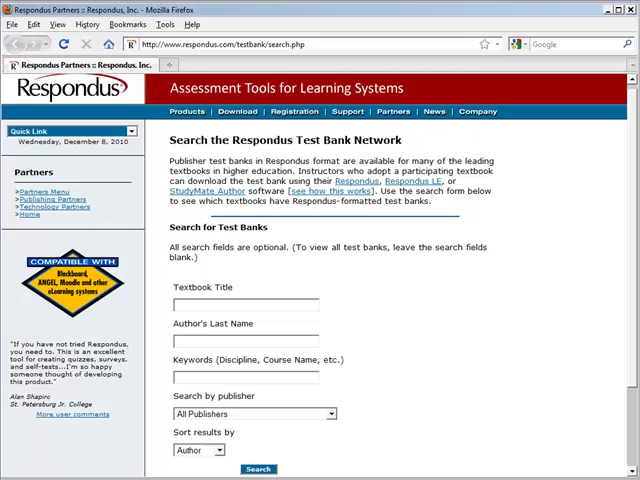 Respondus Partners :: Respondus, Inc. - Mozilla Firefox
File Edit View History Bookmarks Tools Help
http://www.respondus.com/testbank/search.php
Google
Respondus Partners :: Respondus, Inc.
Respondus
Assessment Tools for Learning Systems
Products | Download | Registration | Support | Partners | News | Company
Quick Link
Wednesday, December 8, 2010
Partners
>Partners Menu
>Publishing Partners
>Technology Partners
>Home
COMPATIBLE WITH
Blackboard,
ANGEL, Moodle and other
eLearning systems
"If you have not tried Respondus,
you need to. This is an excellent
tool for creating quizzes, surveys,
and self-tests...I'm so happy
someone thought of developing
this product."
Alan Shapiro
St. Petersburg Jr. College
More user comments
Search the Respondus Test Bank Network
Publisher test banks in Respondus format are available for many of the leading
textbooks in higher education. Instructors who adopt a participating textbook
can download the test bank using their Respondus, Respondus LE, or
StudyMate Author software [see how this works]. Use the search form below
to see which textbooks have Respondus-formatted test banks.
Search for Test Banks
All search fields are optional. (To view all test banks, leave the search fields
blank.)
Textbook Title
Author's Last Name
Keywords (Discipline, Course Name, etc.)
Search by publisher
All Publishers
Sort results by
Author
Search